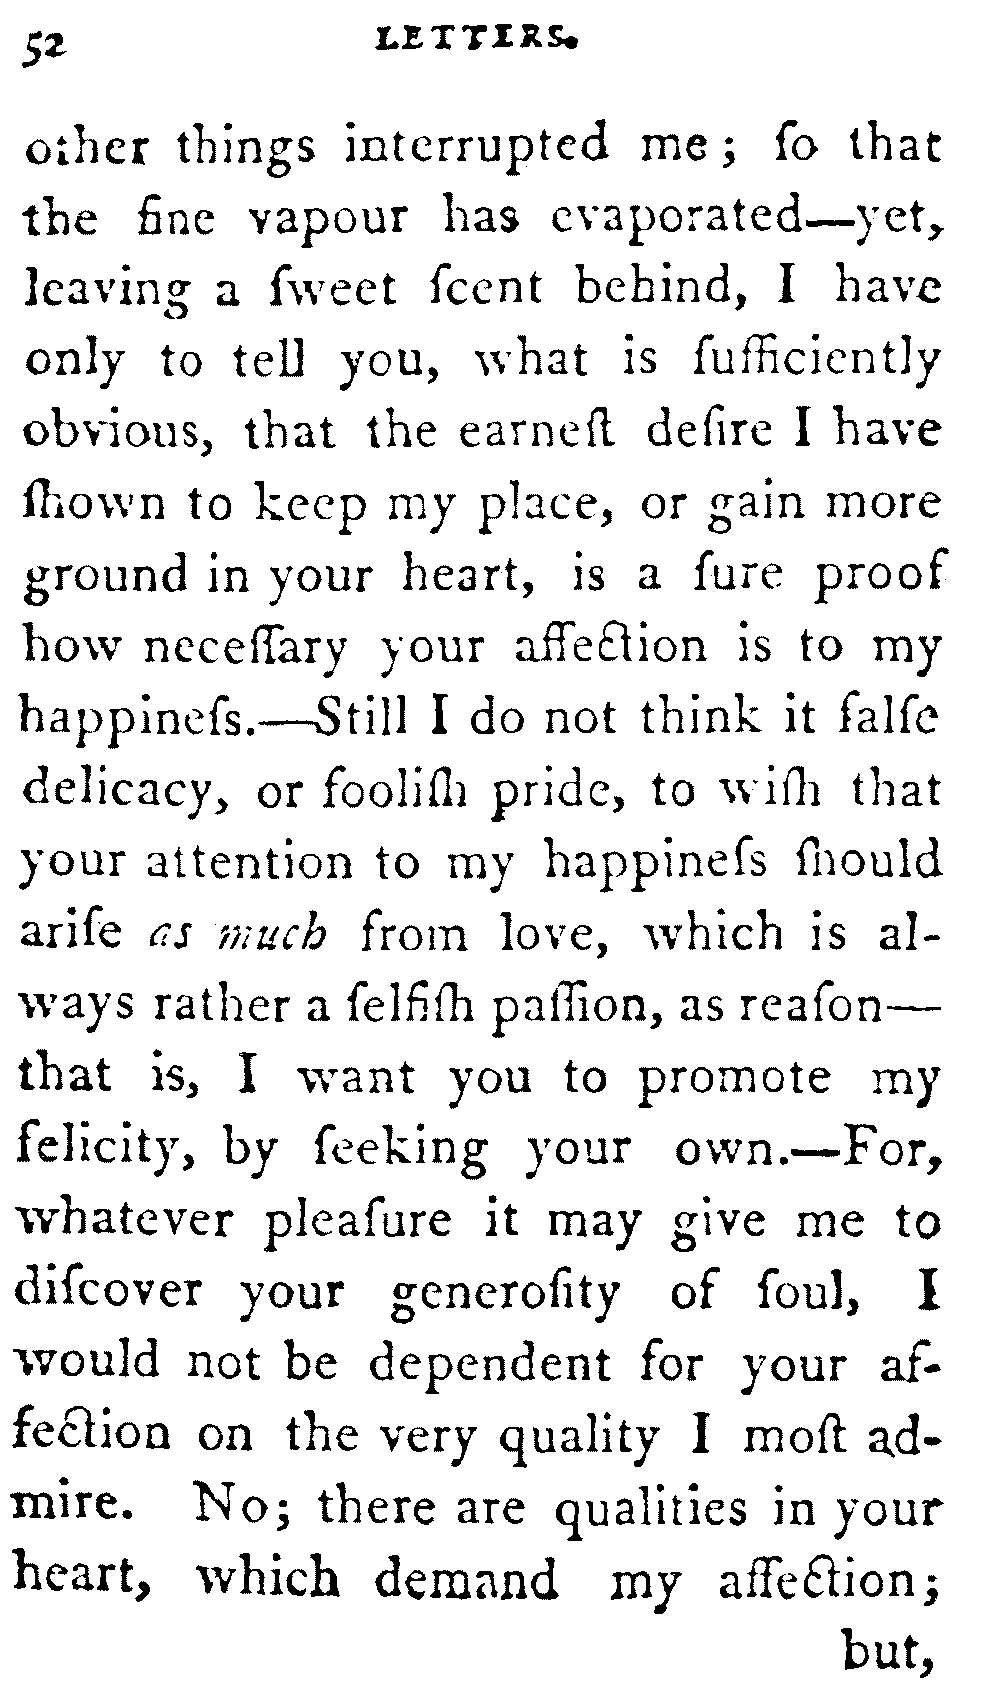 52 LETTERS.
other things interrupted me; ſo that
the fine vapour has evaporated—yet,
leaving a ſweet ſcent behind, I have
only to tell you, what is ſufficiently
obvious, that the earneſt deſire I have
ſhown to keep my place, or gain more
ground in your heart, is a ſure proof
how neceſſary your affection is to my
happineſs.—Still I do not think it falſe
delicacy, or fooliſh pride, to wiſh that
your attention to my happineſs ſhould
ariſe as much from love, which is al-
ways rather a ſelfiſh paſſion, as reaſon—
that is, I want you to promote my
felicity, by ſeeking your own.—For,
whatever pleaſure it may give me to
diſcover your generoſity of ſoul, I
would not be dependent for your af-
fection on the very quality I moſt ad-
mire. No; there are qualities in your
heart, which demand my affection;
but,